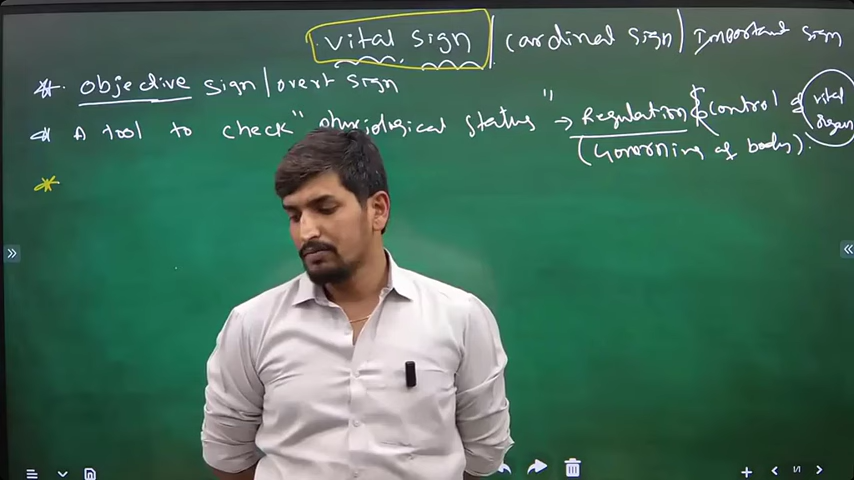 vital sign / cardinal sign / Important sign
* objective sign / overt sign
* A tool to check "physiological status" → Regulation & control of vital organ
(Governing of body).
*